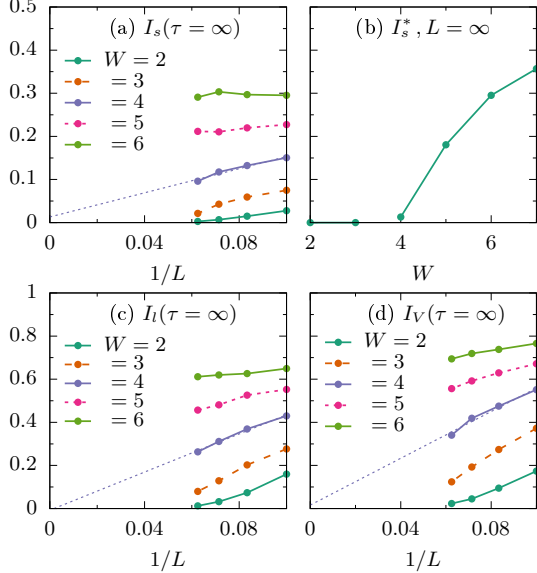 (a) I_s(τ = ∞)
W = 2
= 3
= 4
= 5
= 6
0.5
0.4
0.3
0.2
0.1
0
0 0.04 0.08
1/L
(b) I_s^*, L = ∞
2 4 6
W
(c) I_l(τ = ∞)
W = 2
= 3
= 4
= 5
= 6
1
0.8
0.6
0.4
0.2
0
0 0.04 0.08
1/L
(d) I_V(τ = ∞)
W = 2
= 3
= 4
= 5
= 6
0 0.04 0.08
1/L